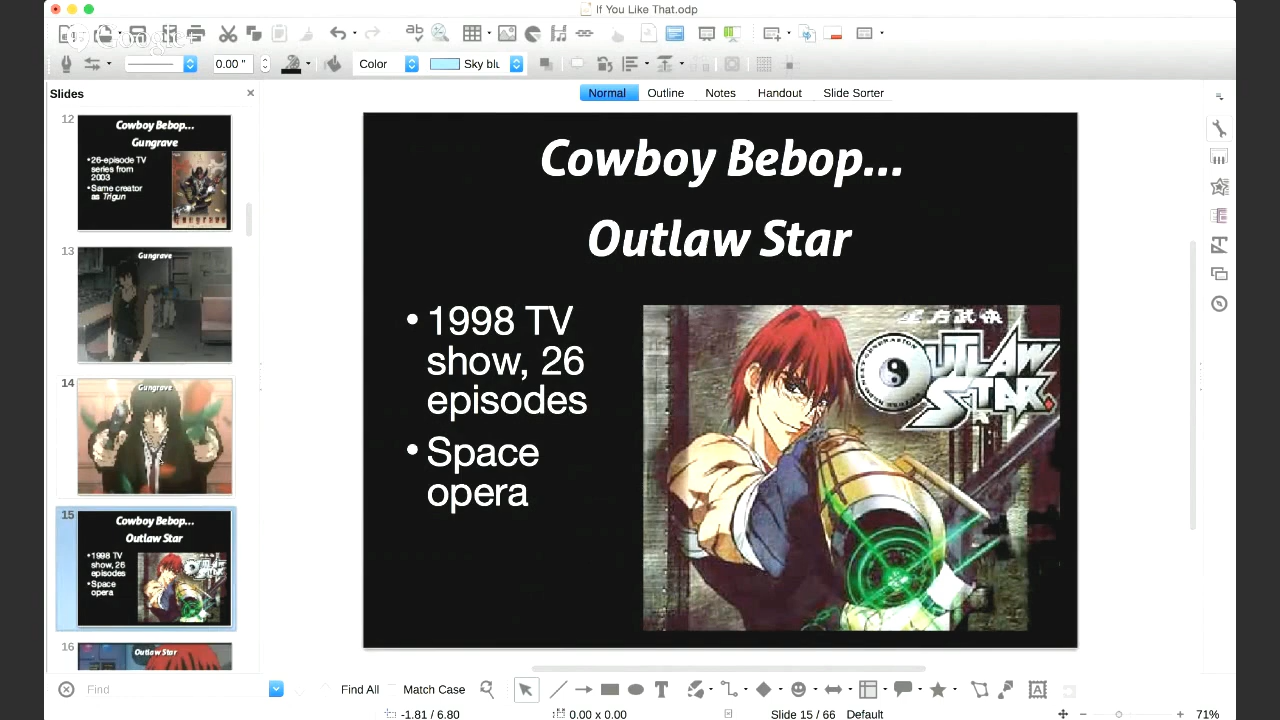 If You Like That.odp
Google+
0.00 "
Color
Sky blu
Slides
Normal
Outline
Notes
Handout
Slide Sorter
12
Cowboy Bebop...
Gungrave
•26-episode TV
series from
2003
•Same creator
as Trigun
Gungrave
13
Gungrave
14
Gungrave
15
Cowboy Bebop...
Outlaw Star
•1998 TV
show, 26
episodes
•Space
opera
16
Outlaw Star
Cowboy Bebop...
Outlaw Star
• 1998 TV
show, 26
episodes
• Space
opera
OUTLAW
STAR
Find
Find All
Match Case
-1.81 / 6.80
0.00 x 0.00
Slide 15 / 66
Default
71%